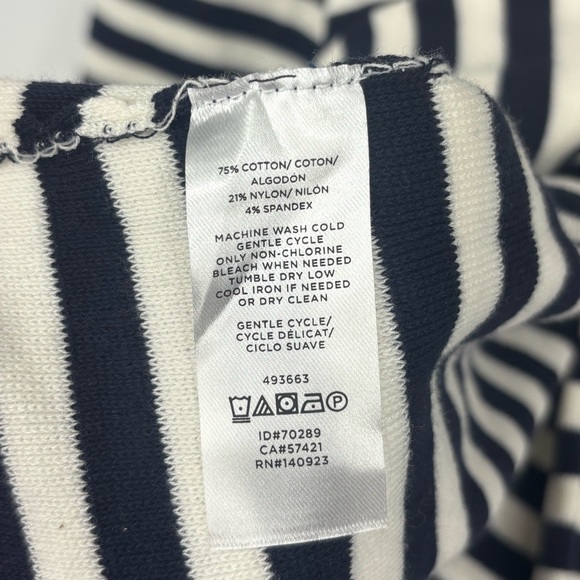 75% COTTON/ COTON/
ALGODÓN
21% NYLON/ NILÓN
4% SPANDEX
MACHINE WASH COLD
GENTLE CYCLE
ONLY NON-CHLORINE
BLEACH WHEN NEEDED
TUMBLE DRY LOW
COOL IRON IF NEEDED
OR DRY CLEAN
GENTLE CYCLE/
CYCLE DÉLICAT/
CICLO SUAVE
493663
P
ID#70289
CA#57421
RN#140923